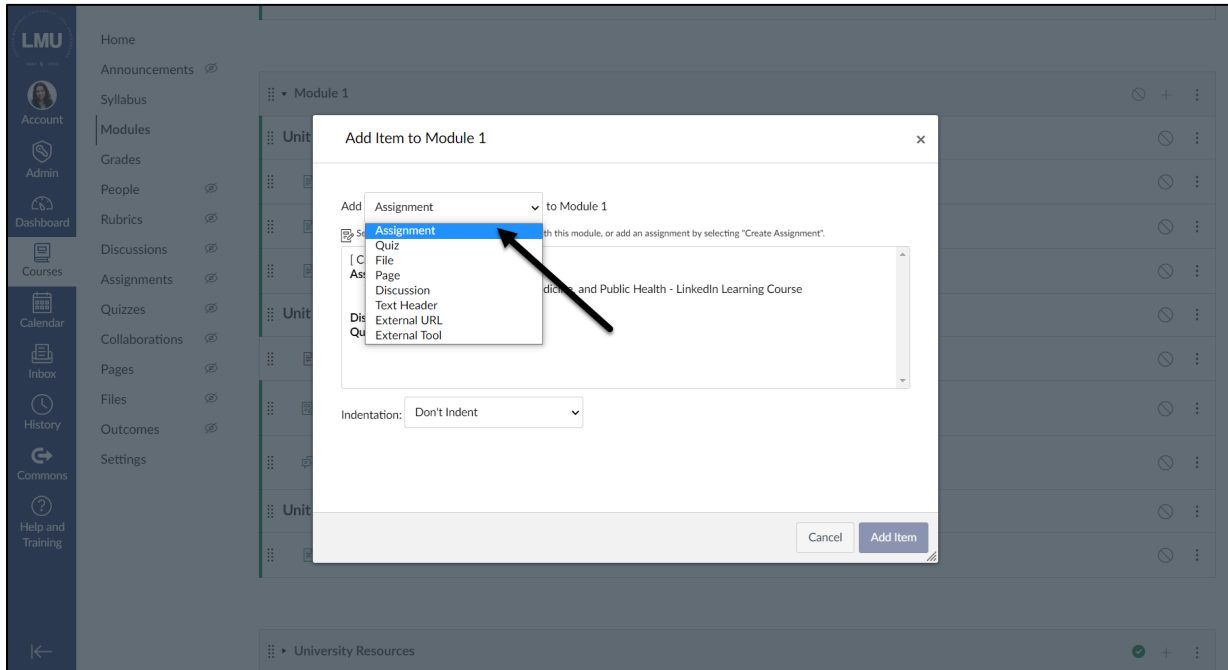 LMU
Account
Admin
Dashboard
Courses
Calendar
Inbox
History
Commons
Help and
Training
Home
Announcements
Syllabus
Modules
Grades
People
Rubrics
Discussions
Assignments
Quizzes
Collaborations
Pages
Files
Outcomes
Settings
Module 1
Unit
Unit
Unit
University Resources
Add Item to Module 1
Add Assignment to Module 1
th this module, or add an assignment by selecting "Create Assignment".
Assignment
Quiz
File
Page
Discussion
Text Header
External URL
External Tool
and Public Health - LinkedIn Learning Course
Indentation: Don't Indent
Cancel
Add Item